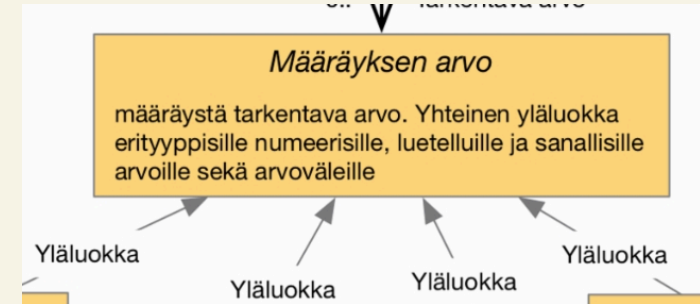 Määräyksen arvo
määräystä tarkentava arvo. Yhteinen yläluokka
erityyppisille numeerisille, luetelluille ja sanallisille
arvoille sekä arvoväleille
Yläluokka
Yläluokka
Yläluokka
Yläluokka